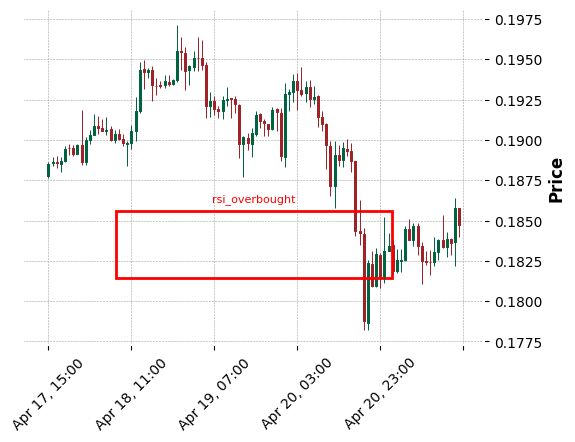 0.1975
0.1950
0.1925
0.1900
0.1875
rsi_overbought
0.1850
0.1825
0.1800
0.1775
Price
Apr 17, 15:00
Apr 18, 11:00
Apr 19, 07:00
Apr 20, 03:00
Apr 20, 23:00